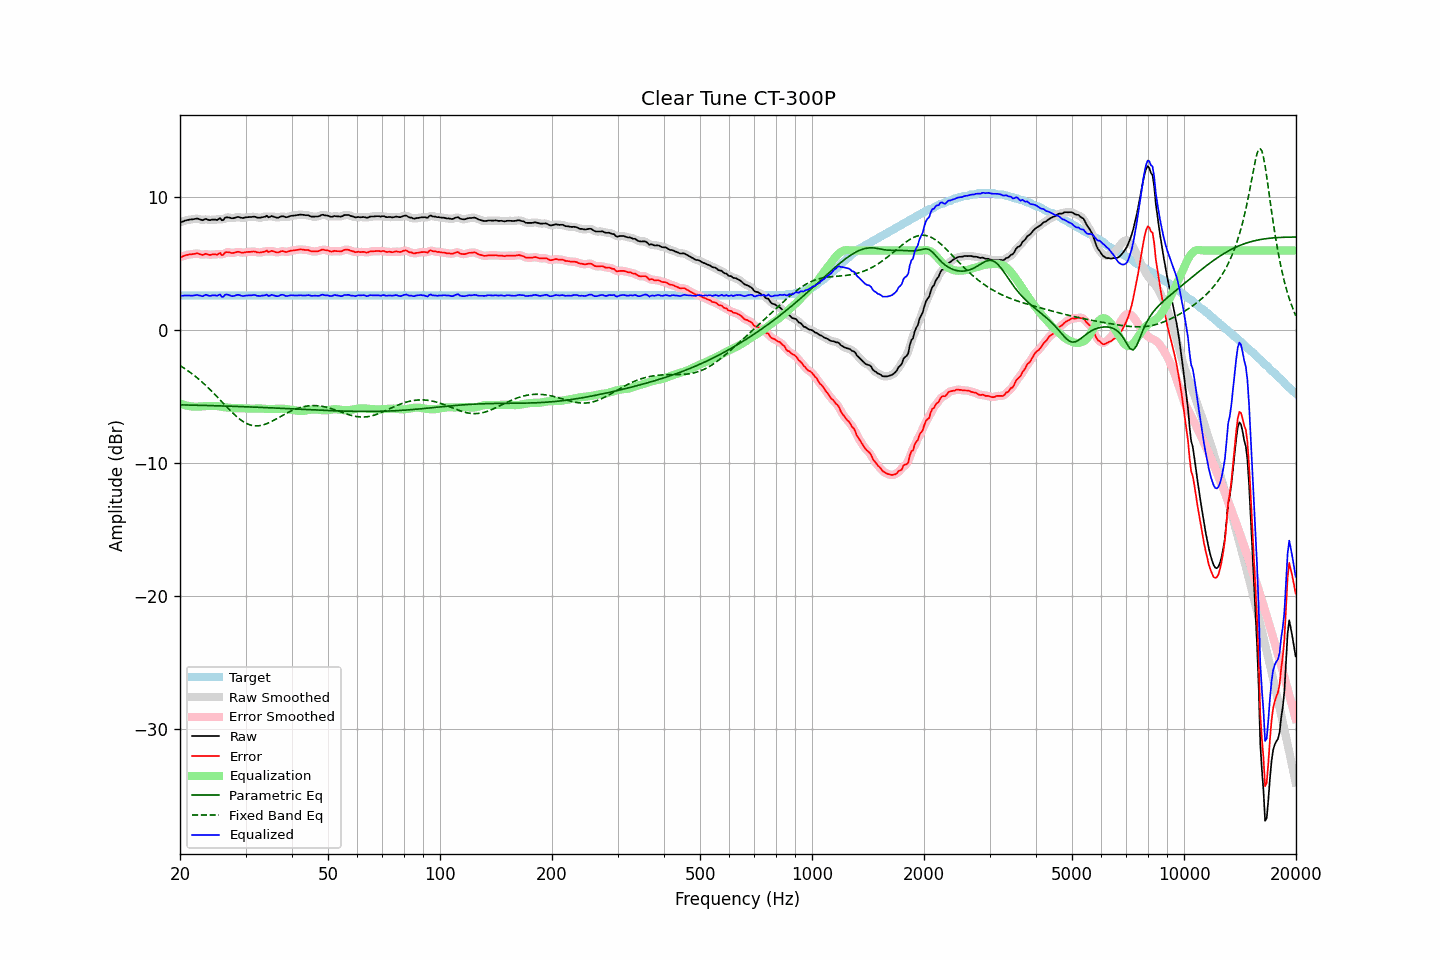 Clear Tune CT-300P
Amplitude (dBr)
10
0
−10
−20
−30
Target
Raw Smoothed
Error Smoothed
Raw
Error
Equalization
Parametric Eq
Fixed Band Eq
Equalized
20 50 100 200 500 1000 2000 5000 10000 20000
Frequency (Hz)